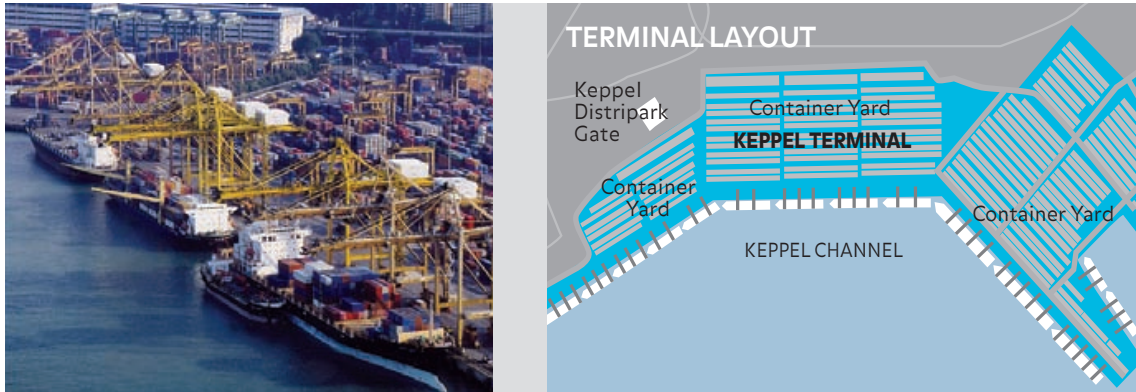 TERMINAL LAYOUT
Keppel
Distripark
Gate
Container Yard
KEPPEL TERMINAL
Container
Yard
Container Yard
KEPPEL CHANNEL